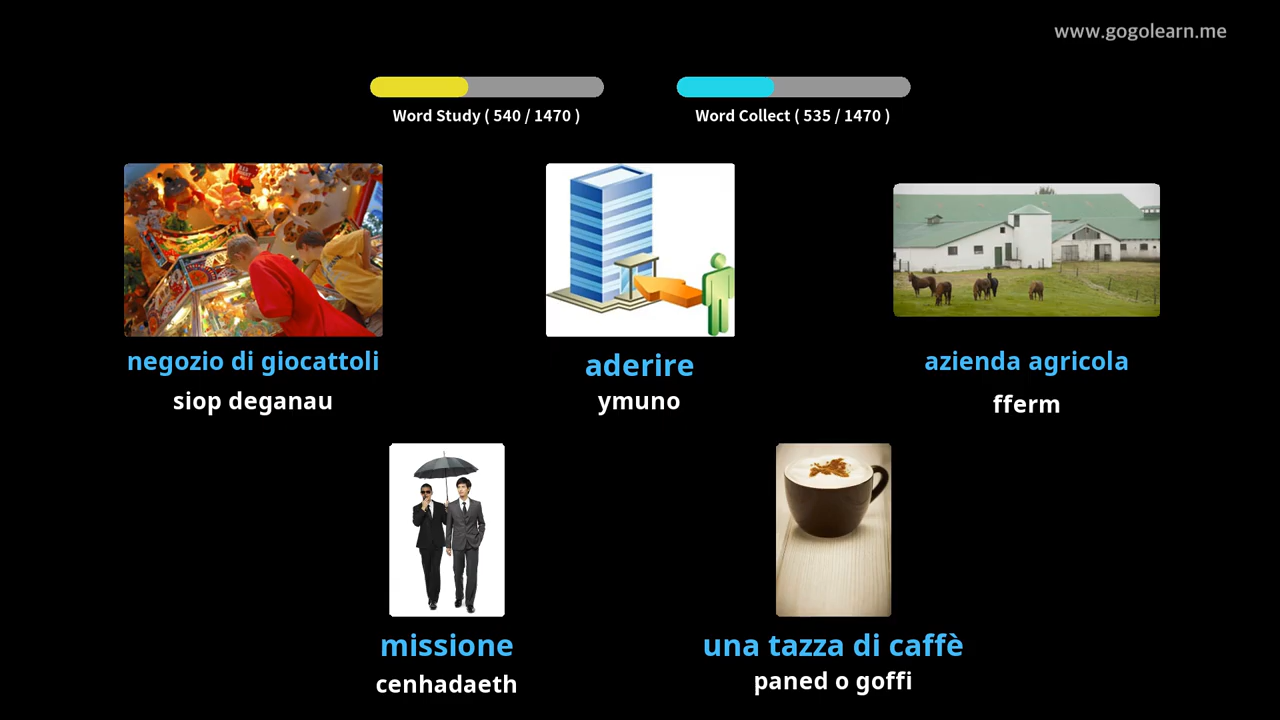 www.gogolearn.me
Word Study ( 540 / 1470 )
Word Collect ( 535 / 1470 )
negozio di giocattoli
siop deganau
aderire
ymuno
azienda agricola
fferm
missione
cenhadaeth
una tazza di caffè
paned o goffi